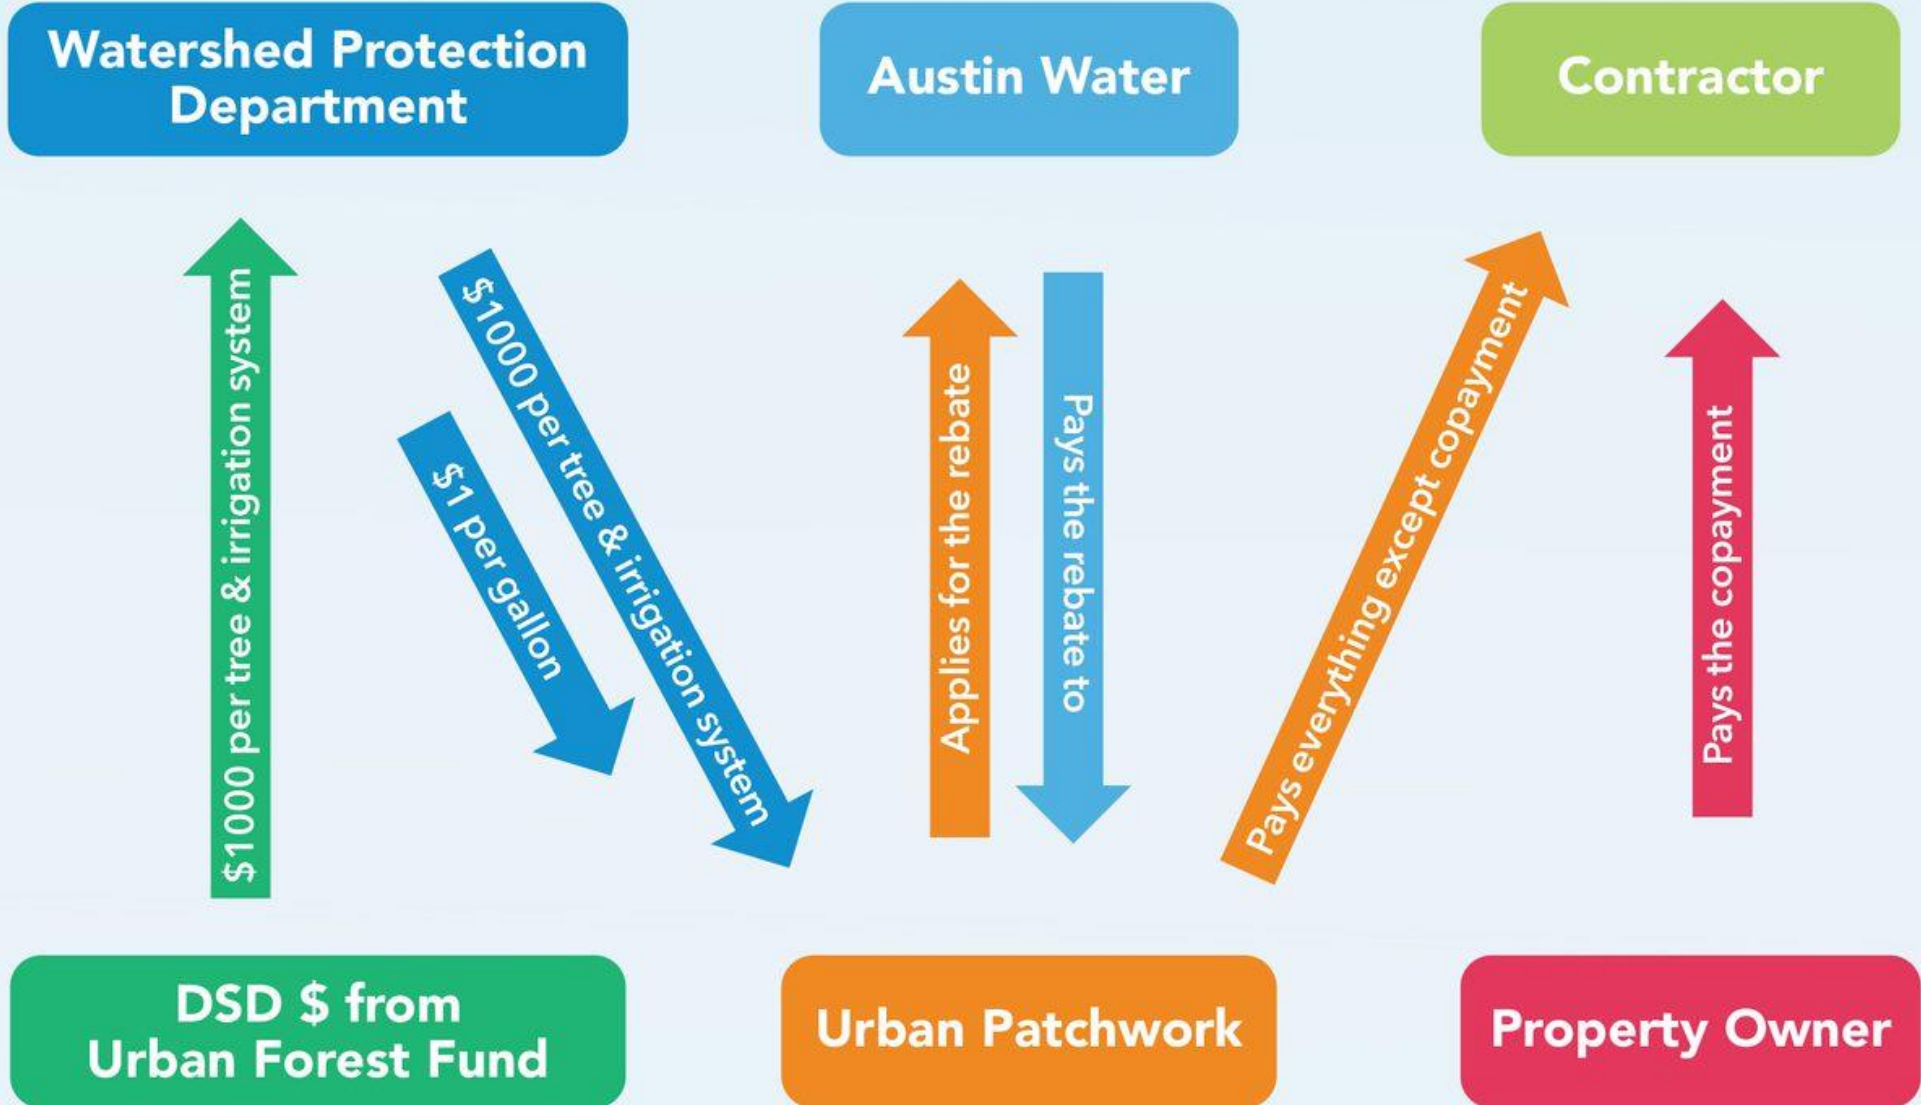 Watershed Protection
Department
Austin Water
Contractor
$1000 per tree & irrigation system
$1 per gallon
$1000 per tree & irrigation system
Applies for the rebate
Pays the rebate to
Pays everything except copayment
Pays the copayment
DSD $ from
Urban Forest Fund
Urban Patchwork
Property Owner